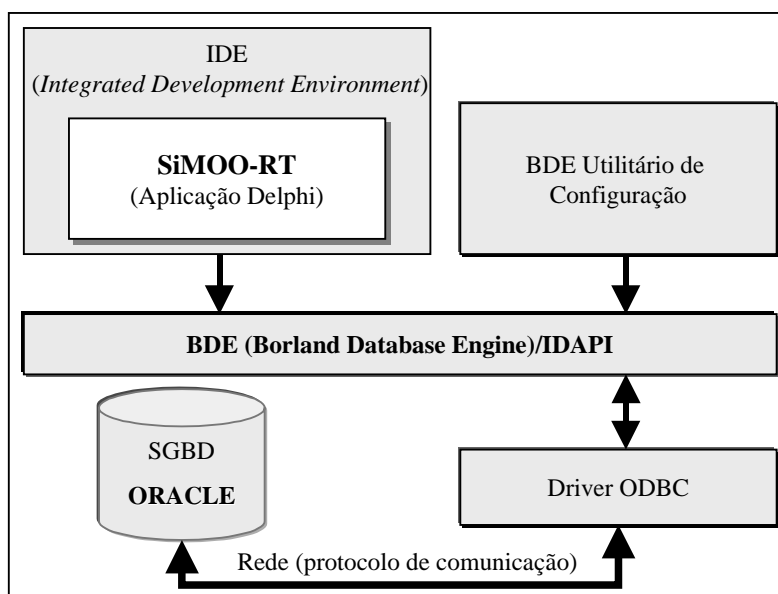 IDE
(Integrated Development Environment)
SiMOO-RT
(Aplicação Delphi)
BDE Utilitário de
Configuração
BDE (Borland Database Engine)/IDAPI
SGBD
ORACLE
Driver ODBC
Rede (protocolo de comunicação)